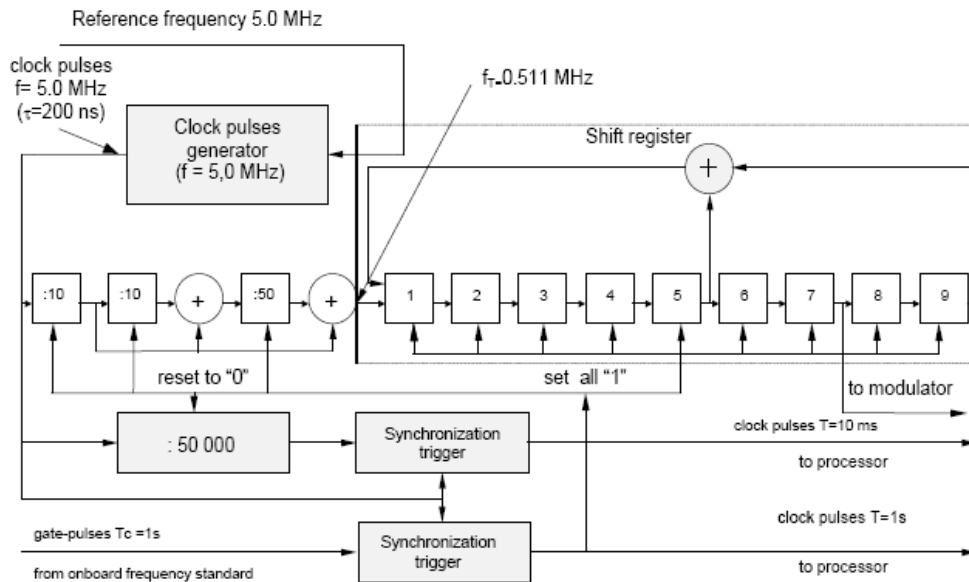 Reference frequency 5.0 MHz
clock pulses
f= 5.0 MHz
(τ=200 ns)
Clock pulses
generator
(f = 5,0 MHz)
fT=0.511 MHz
Shift register
+
:10
:10
+
:50
+
1
2
3
4
5
6
7
8
9
reset to “0”
set all “1”
to modulator
: 50 000
Synchronization
trigger
clock pulses T=10 ms
to processor
gate-pulses Tc =1s
from onboard frequency standard
Synchronization
trigger
clock pulses T=1s
to processor